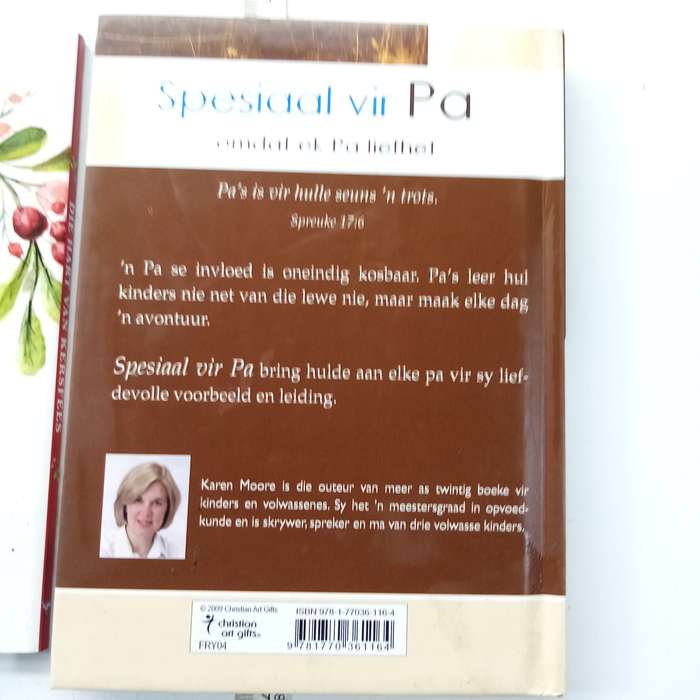 Spesiaal vir Pa
omdat ek Pa liefhet
Pa's is vir hulle seuns 'n trots.
Spreuke 17:6
'n Pa se invloed is oneindig kosbaar. Pa's leer hul
kinders nie net van die lewe nie, maar maak elke dag
'n avontuur.
Spesiaal vir Pa bring hulde aan elke pa vir sy lief-
devolle voorbeeld en leiding.
Karen Moore is die outeur van meer as twintig boeke vir
kinders en volwassenes. Sy het 'n meestersgraad in opvoed-
kunde en is skrywer, spreker en ma van drie volwasse kinders.
© 2009 Christian Art Gifts
christian
art gifts®
FRY04
ISBN 978-1-77036-116-4
9 781770 361164
DIE HART VAN KERSFEES